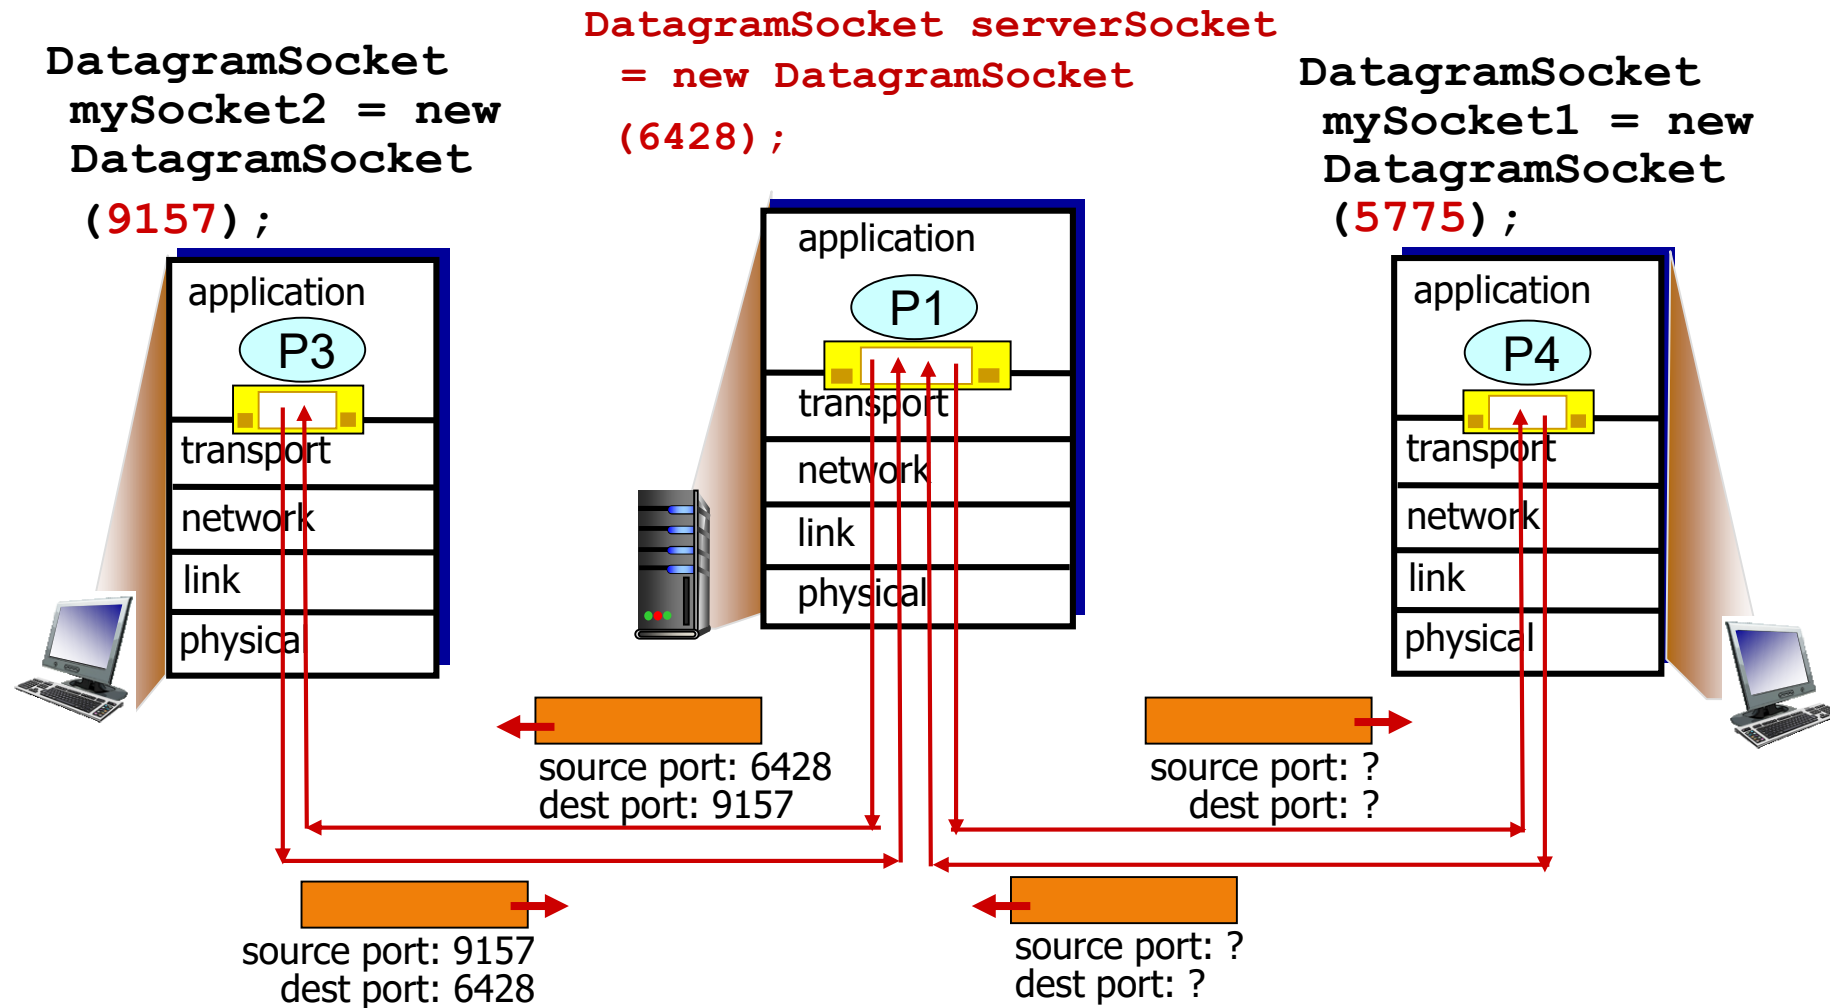 DatagramSocket serverSocket
= new DatagramSocket
(6428);
DatagramSocket
mySocket2 = new
DatagramSocket
(9157);
DatagramSocket
mySocket1 = new
DatagramSocket
(5775);
application
P3
transport
network
link
physical
application
P1
transport
network
link
physical
application
P4
transport
network
link
physical
source port: 6428
dest port: 9157
source port: ?
dest port: ?
source port: 9157
dest port: 6428
source port: ?
dest port: ?